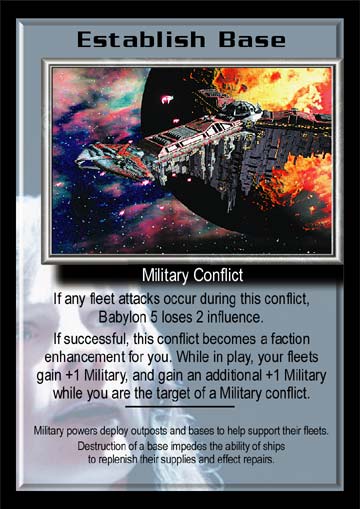 Establish Base
Military Conflict
If any fleet attacks occur during this conflict,
Babylon 5 loses 2 influence.
If successful, this conflict becomes a faction
enhancement for you. While in play, your fleets
gain +1 Military, and gain an additional +1 Military
while you are the target of a Military conflict.
Military powers deploy outposts and bases to help support their fleets.
Destruction of a base impedes the ability of ships
to replenish their supplies and effect repairs.